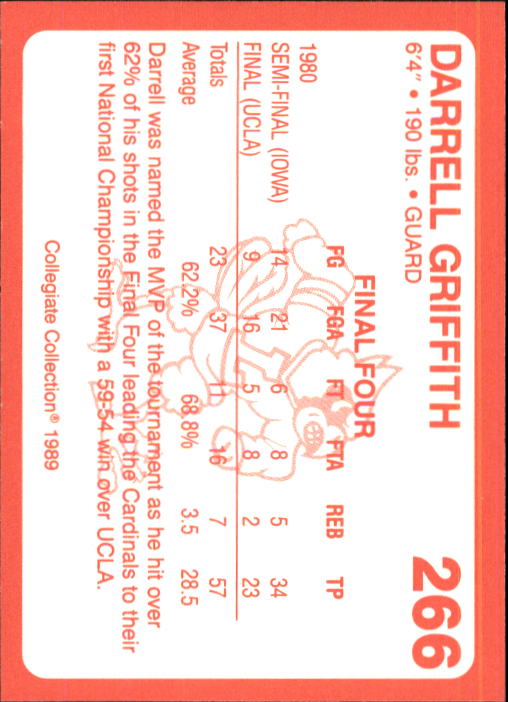 DARRELL GRIFFITH 266
6'4" • 190 lbs. • GUARD
FINAL FOUR
1980 FG FGA FT FTA REB TP
SEMI-FINAL (IOWA) 14 21 6 8 5 34
FINAL (UCLA) 9 16 5 8 2 23
Totals 23 37 11 16 7 57
Average 62.2% 68.8% 3.5 28.5
Darrell was named the MVP of the tournament as he hit over
62% of his shots in the Final Four leading the Cardinals to their
first National Championship with a 59-54 win over UCLA.
Collegiate Collection® 1989